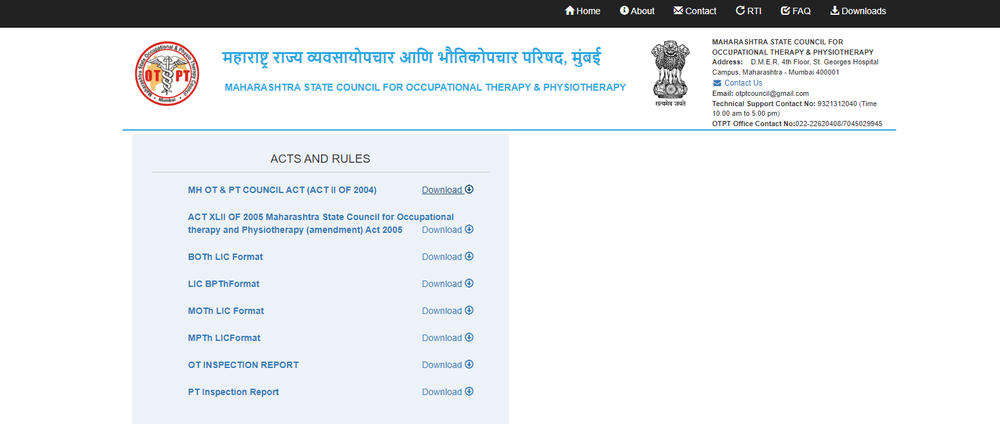 Home About Contact RTI FAQ Downloads
Maharashtra State Occupational & Physio Therapy Council
OT PT
• Mumbai •
महाराष्ट्र राज्य व्यवसायोपचार आणि भौतिकोपचार परिषद, मुंबई
MAHARASHTRA STATE COUNCIL FOR OCCUPATIONAL THERAPY & PHYSIOTHERAPY
सत्यमेव जयते
MAHARASHTRA STATE COUNCIL FOR
OCCUPATIONAL THERAPY & PHYSIOTHERAPY
Address: D.M.E.R, 4th Floor, St. Georges Hospital
Campus, Maharashtra - Mumbai 400001
Contact Us
Email: otptcouncil@gmail.com
Technical Support Contact No: 9321312040 (Time
10.00 am to 5.00 pm)
OTPT Office Contact No:022-22620408/7045029945
ACTS AND RULES
MH OT & PT COUNCIL ACT (ACT II OF 2004) Download
ACT XLII OF 2005 Maharashtra State Council for Occupational
therapy and Physiotherapy (amendment) Act 2005 Download
BOTh LIC Format Download
LIC BPThFormat Download
MOTh LIC Format Download
MPTh LICFormat Download
OT INSPECTION REPORT Download
PT Inspection Report Download